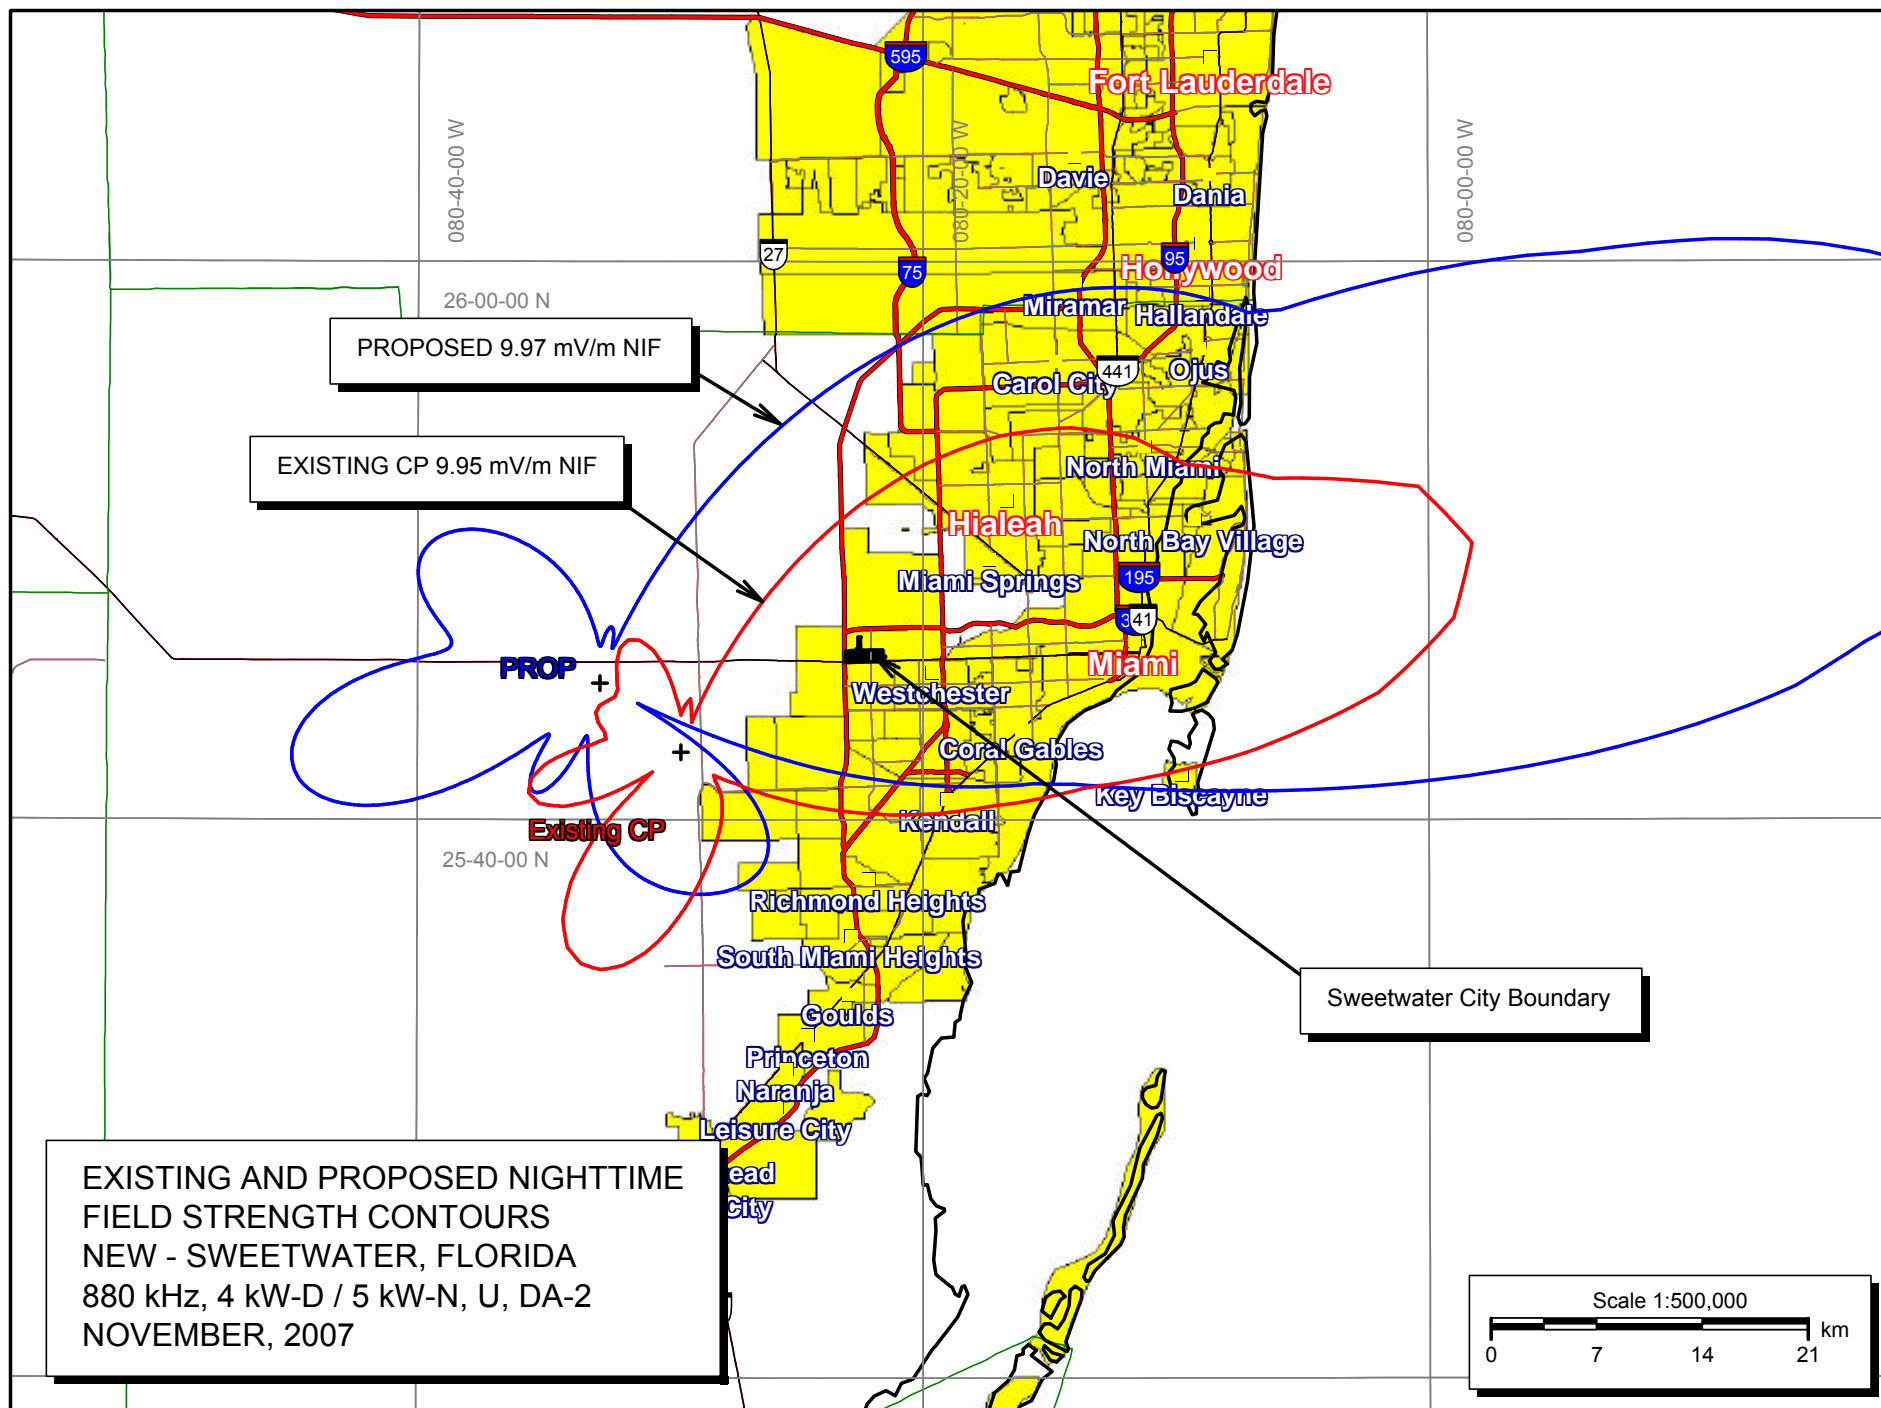 595
Fort Lauderdale
080-40-00 W
080-20-00 W
080-00-00 W
Davie
Dania
27
75
95
Hollywood
26-00-00 N
Miramar
Hallandale
PROPOSED 9.97 mV/m NIF
441
Ojus
Carol City
EXISTING CP 9.95 mV/m NIF
North Miami
Hialeah
North Bay Village
Miami Springs
195
41
PROP
Miami
Westchester
Coral Gables
Key Biscayne
Kendall
Existing CP
25-40-00 N
Richmond Heights
South Miami Heights
Sweetwater City Boundary
Goulds
Princeton
Naranja
Leisure City
ead
City
EXISTING AND PROPOSED NIGHTTIME
FIELD STRENGTH CONTOURS
NEW - SWEETWATER, FLORIDA
880 kHz, 4 kW-D / 5 kW-N, U, DA-2
NOVEMBER, 2007
Scale 1:500,000
km
0 7 14 21